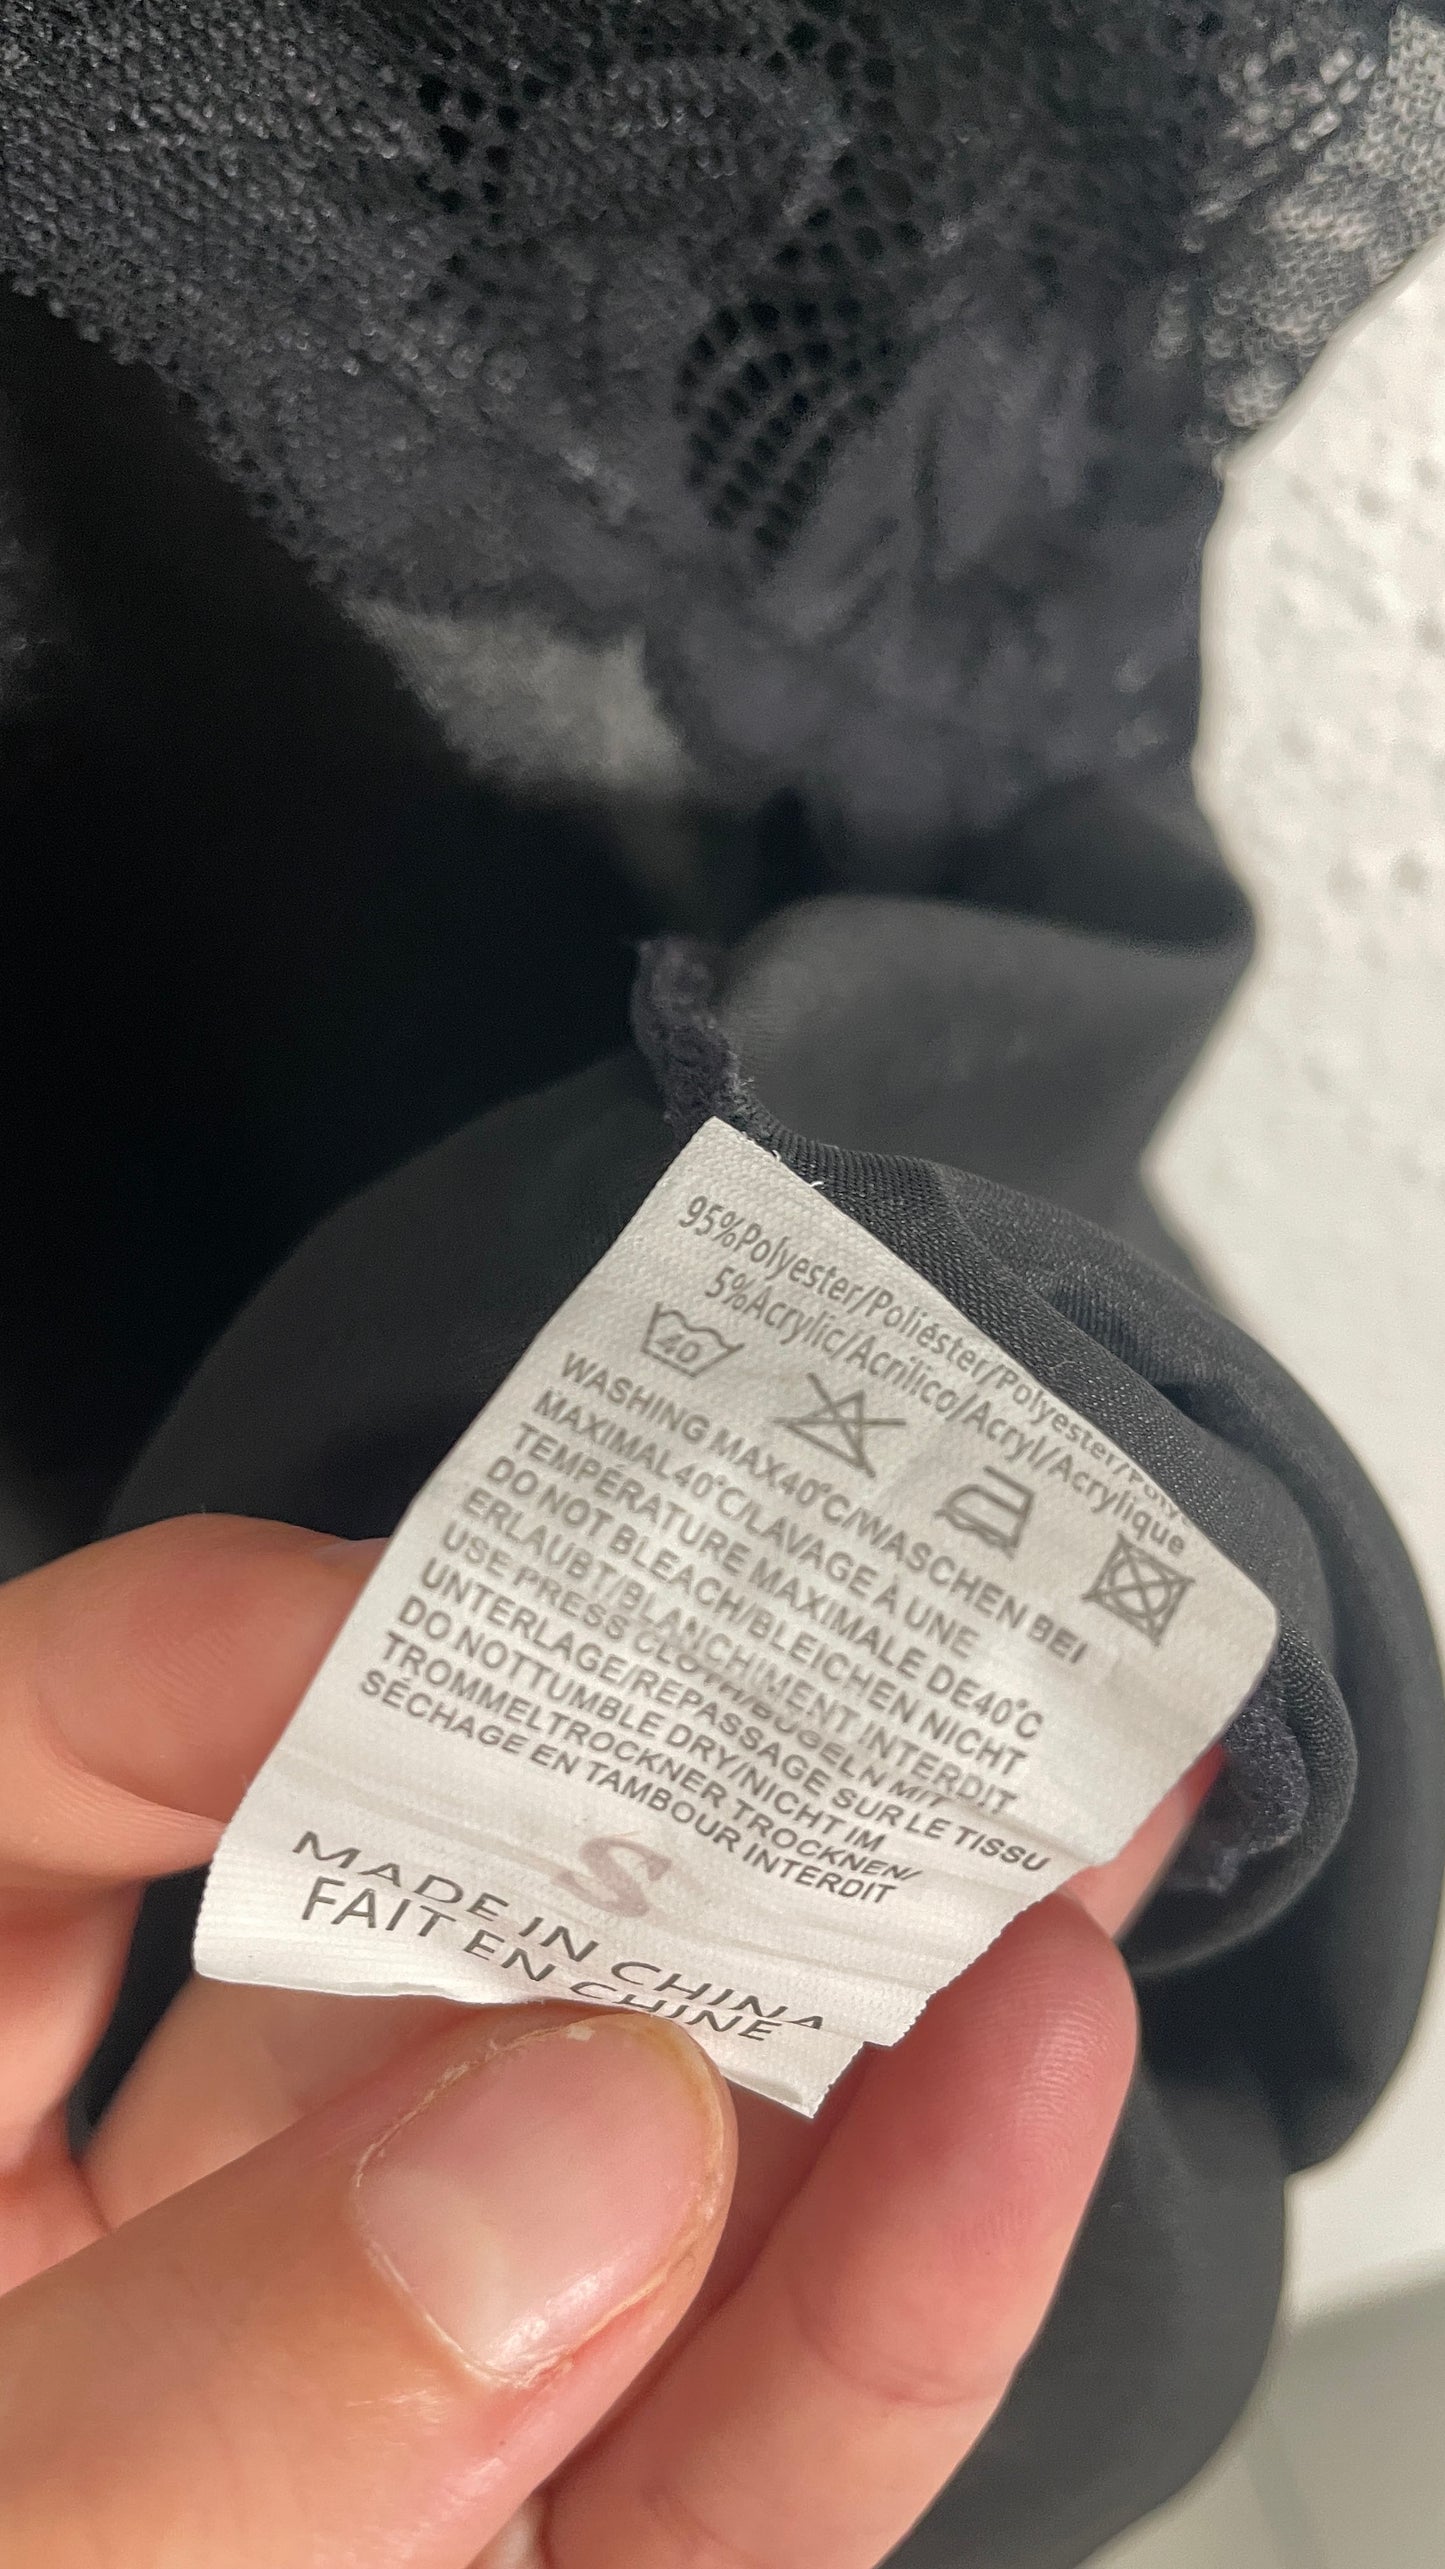 95%Polyester/Poliéster/Polyester/
5%Acrylic/Acrílico/Acryl/Acrylique
40
WASHING MAX40°C/WASCHEN BEI
MAXIMAL40°C/LAVAGE À UNE
TEMPÉRATURE MAXIMALE DE40°C
DO NOT BLEACH/BLEICHEN NICHT
ERLAUBT/BLANCHIMENT INTERDIT
USE PRESS CLOTH/BÜGELN MIT
UNTERLAGE/REPASSAGE SUR LE TISSU
DO NOTTUMBLE DRY/NICHT IM
TROMMELTROCKNER TROCKNEN/
SÉCHAGE EN TAMBOUR INTERDIT
S
MADE IN CHINA
FAIT EN CHINE